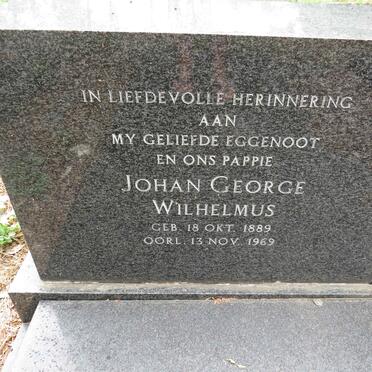 IN LIEFDEVOLLE HERINNERING
AAN
MY GELIEFDE EGGENOOT
EN ONS PAPPIE
JOHAN GEORGE
WILHELMUS
GEB. 18 OKT. 1889
OORL. 13 NOV. 1969